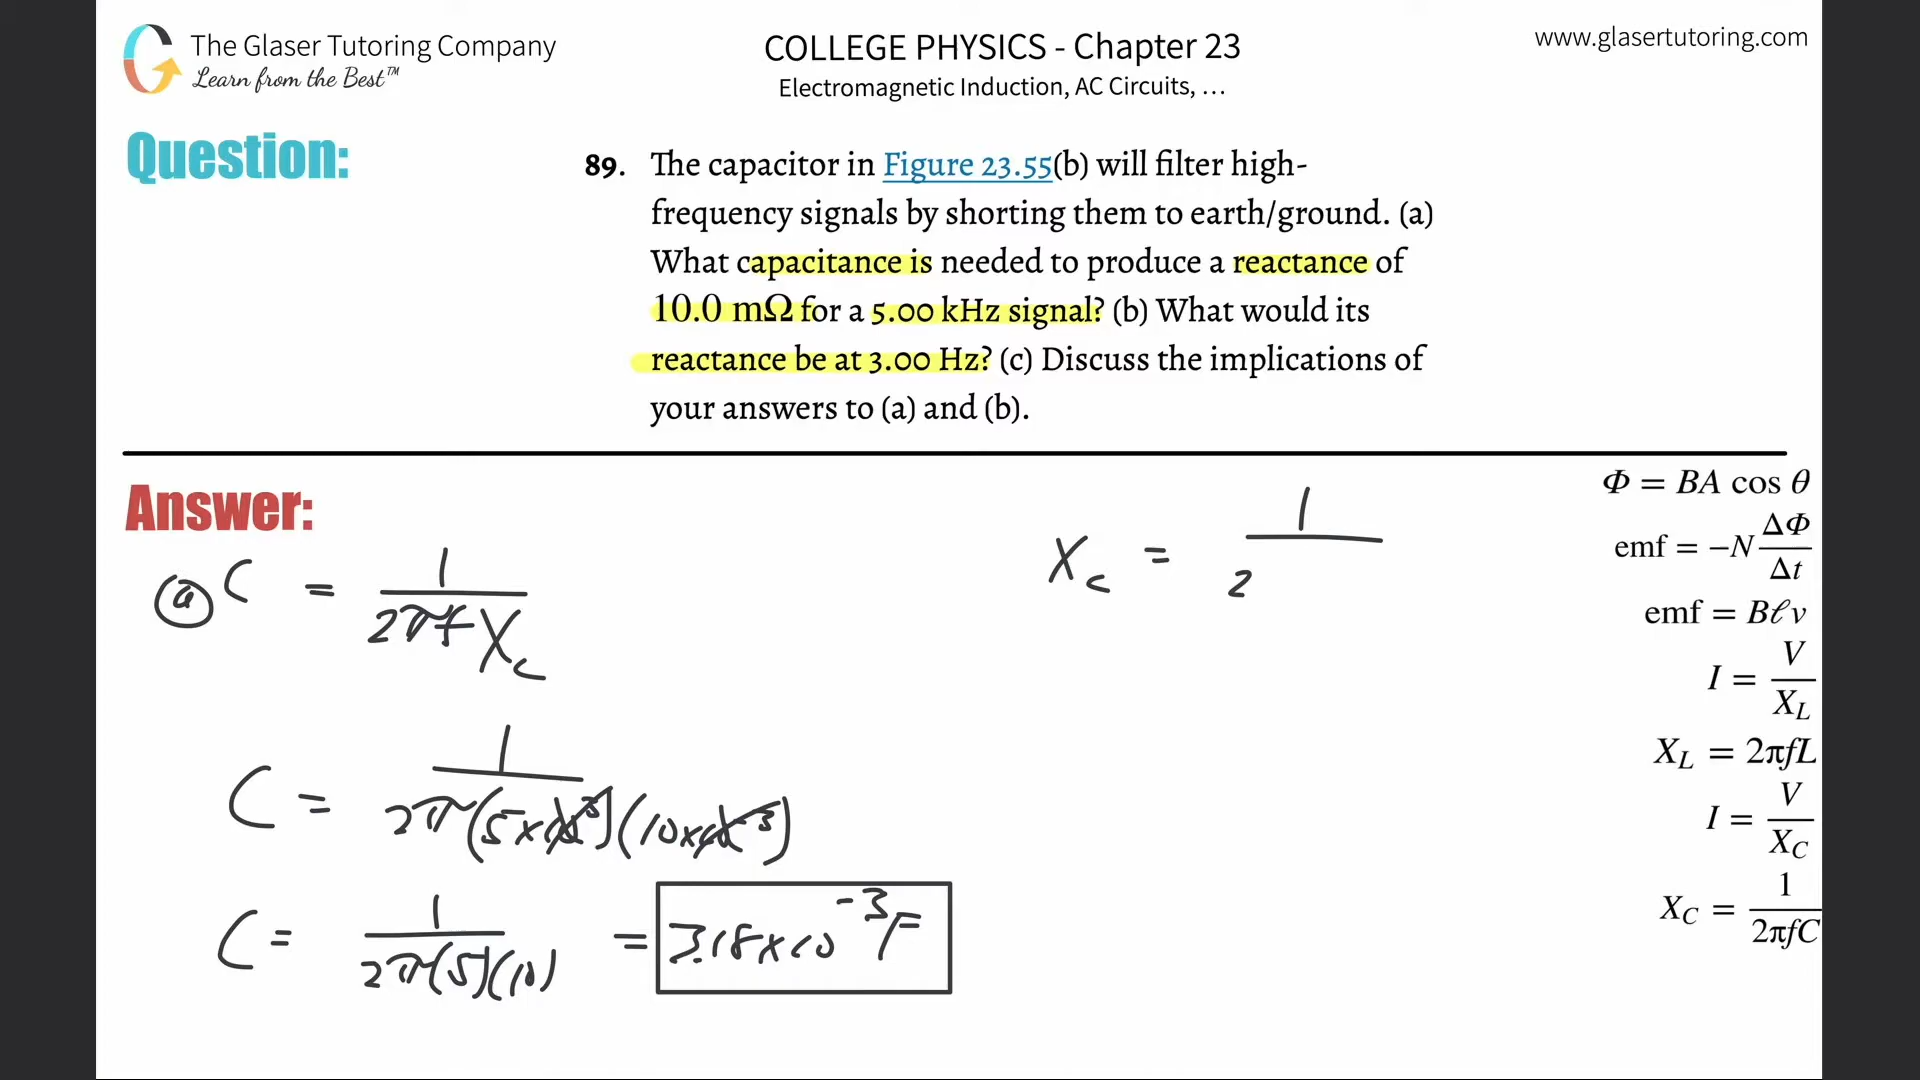 The Glaser Tutoring Company
Learn from the Best™
COLLEGE PHYSICS - Chapter 23
Electromagnetic Induction, AC Circuits, …
www.glasertutoring.com
Question:
89. The capacitor in Figure 23.55(b) will filter high-
frequency signals by shorting them to earth/ground. (a)
What capacitance is needed to produce a reactance of
10.0 mΩ for a 5.00 kHz signal? (b) What would its
reactance be at 3.00 Hz? (c) Discuss the implications of
your answers to (a) and (b).
Answer:
(a) C = 1 / 2πf X_C
C = 1 / 2π(5×10³)(10×10⁻³)
C = 1 / 2π(5)(10) = 3.18×10⁻³F
X_C = 1 / 2
Φ = BA cos θ
emf = −N ΔΦ / Δt
emf = Bℓv
I = V / X_L
X_L = 2πfL
I = V / X_C
X_C = 1 / 2πfC